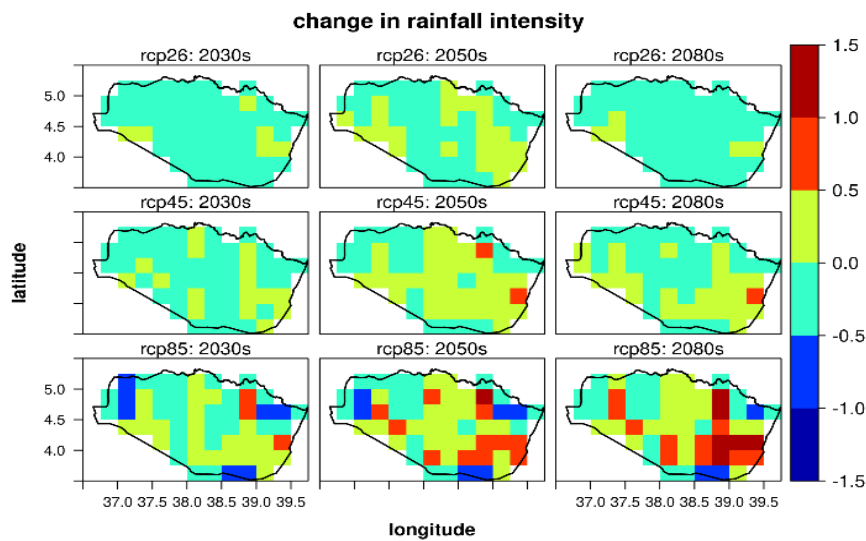 change in rainfall intensity
rcp26: 2030s rcp26: 2050s rcp26: 2080s
5.0
4.5
4.0
rcp45: 2030s rcp45: 2050s rcp45: 2080s
rcp85: 2030s rcp85: 2050s rcp85: 2080s
5.0
4.5
4.0
37.0 37.5 38.0 38.5 39.0 39.5
37.0 37.5 38.0 38.5 39.0 39.5
latitude
longitude
1.5
1.0
0.5
0.0
-0.5
-1.0
-1.5